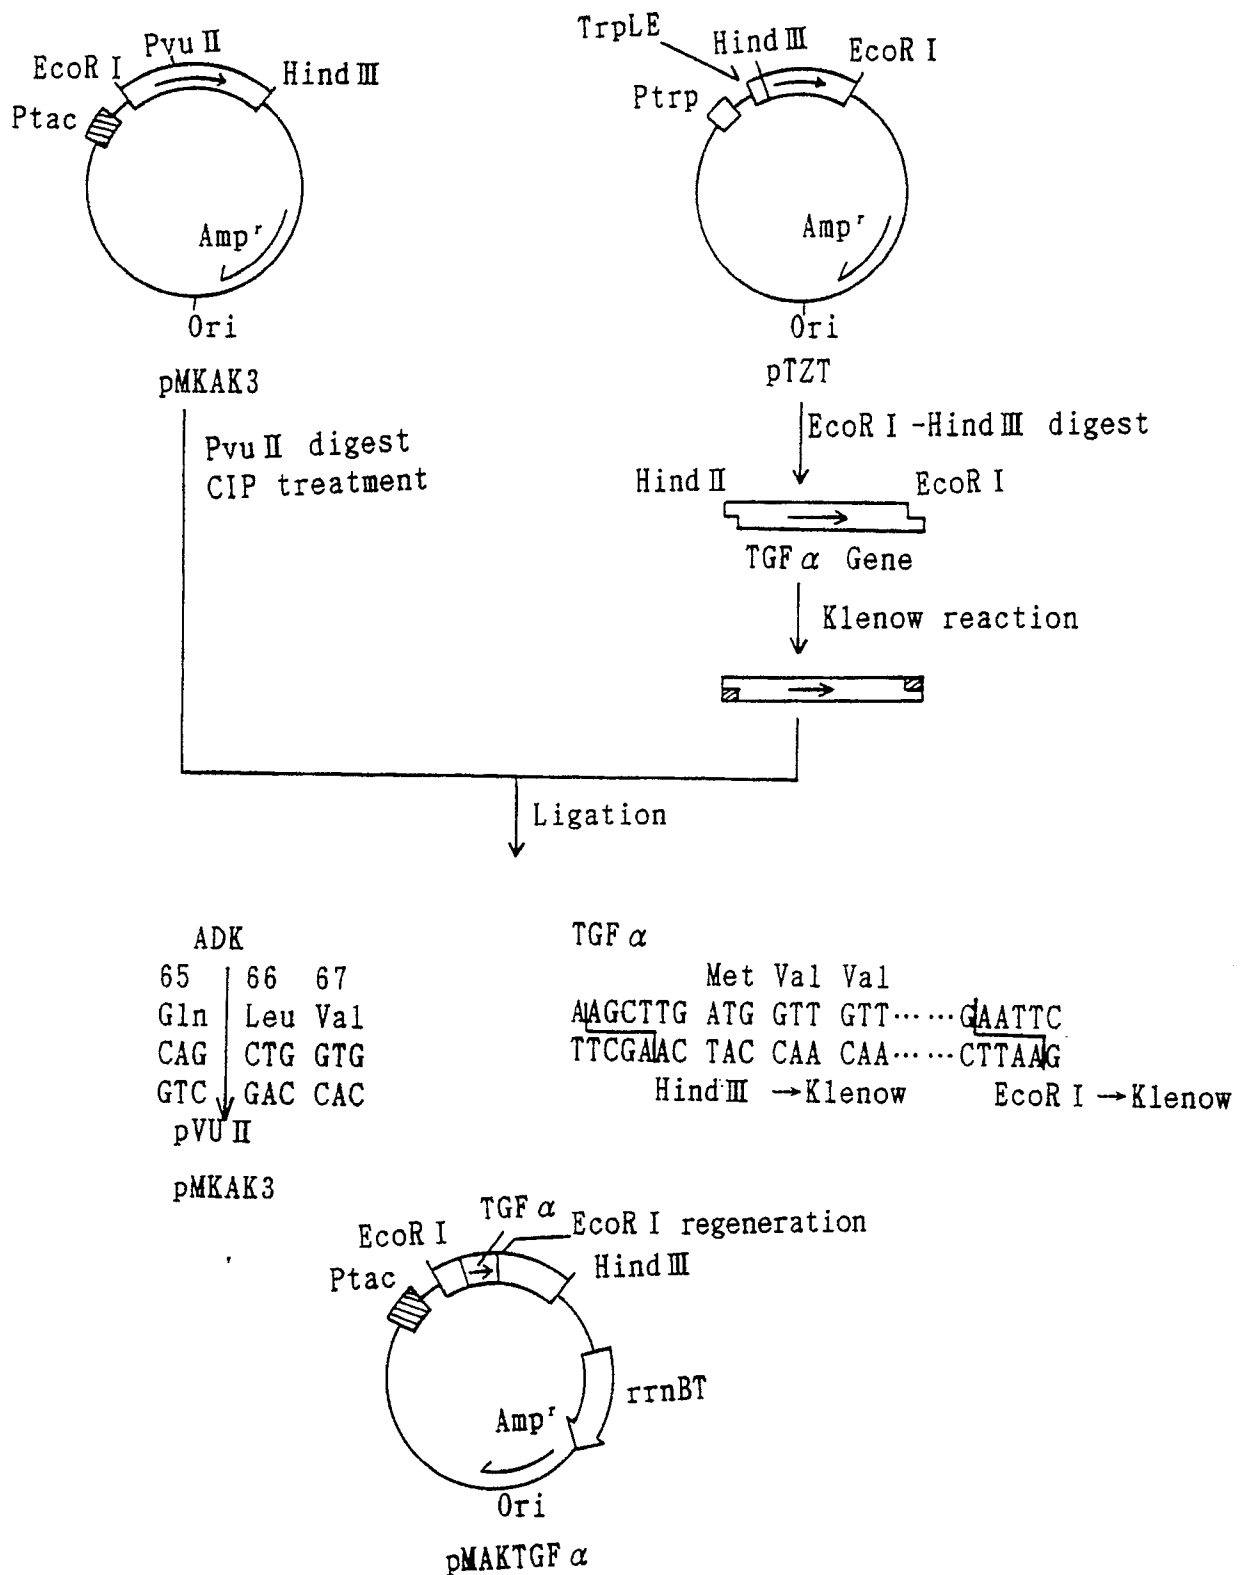 Pvu Ⅱ
EcoR Ⅰ
Hind Ⅲ
Ptac
Ampʳ
Ori
pMKAK3
TrpLE
Hind Ⅲ
EcoR Ⅰ
Ptrp
Ampʳ
Ori
pTZT
Pvu Ⅱ digest
CIP treatment
EcoR Ⅰ -Hind Ⅲ digest
Hind Ⅱ
EcoR Ⅰ
TGF α Gene
Klenow reaction
Ligation
ADK
65 66 67
Gln Leu Val
CAG CTG GTG
GTC GAC CAC
pVU Ⅱ
pMKAK3
TGF α
Met Val Val
AAGCTTG ATG GTT GTT……GAATTC
TTCGAAC TAC CAA CAA……CTTAAG
Hind Ⅲ →Klenow
EcoR Ⅰ →Klenow
TGF α
EcoR Ⅰ
EcoR Ⅰ regeneration
Ptac
Hind Ⅲ
rrnBT
Ampʳ
Ori
pMAKTGF α